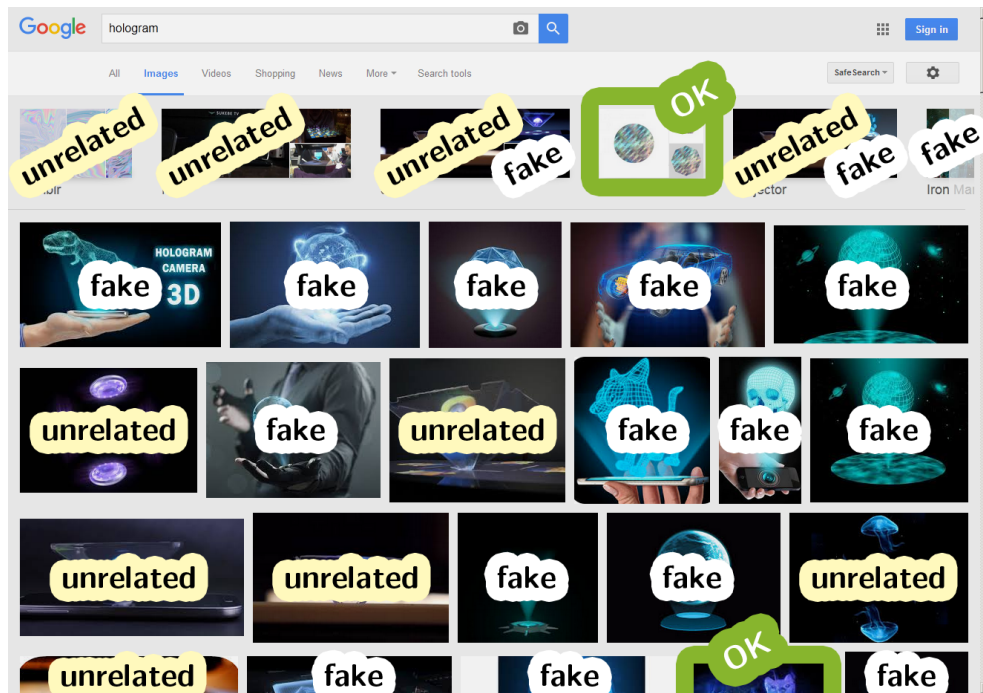 Google hologram Sign in
All Images Videos Shopping News More Search tools SafeSearch
unrelated unrelated unrelated fake OK unrelated fake fake
Iron Man
HOLOGRAM
CAMERA
3D
fake fake fake fake fake
unrelated fake unrelated fake fake fake
unrelated unrelated fake fake unrelated
unrelated fake fake OK fake